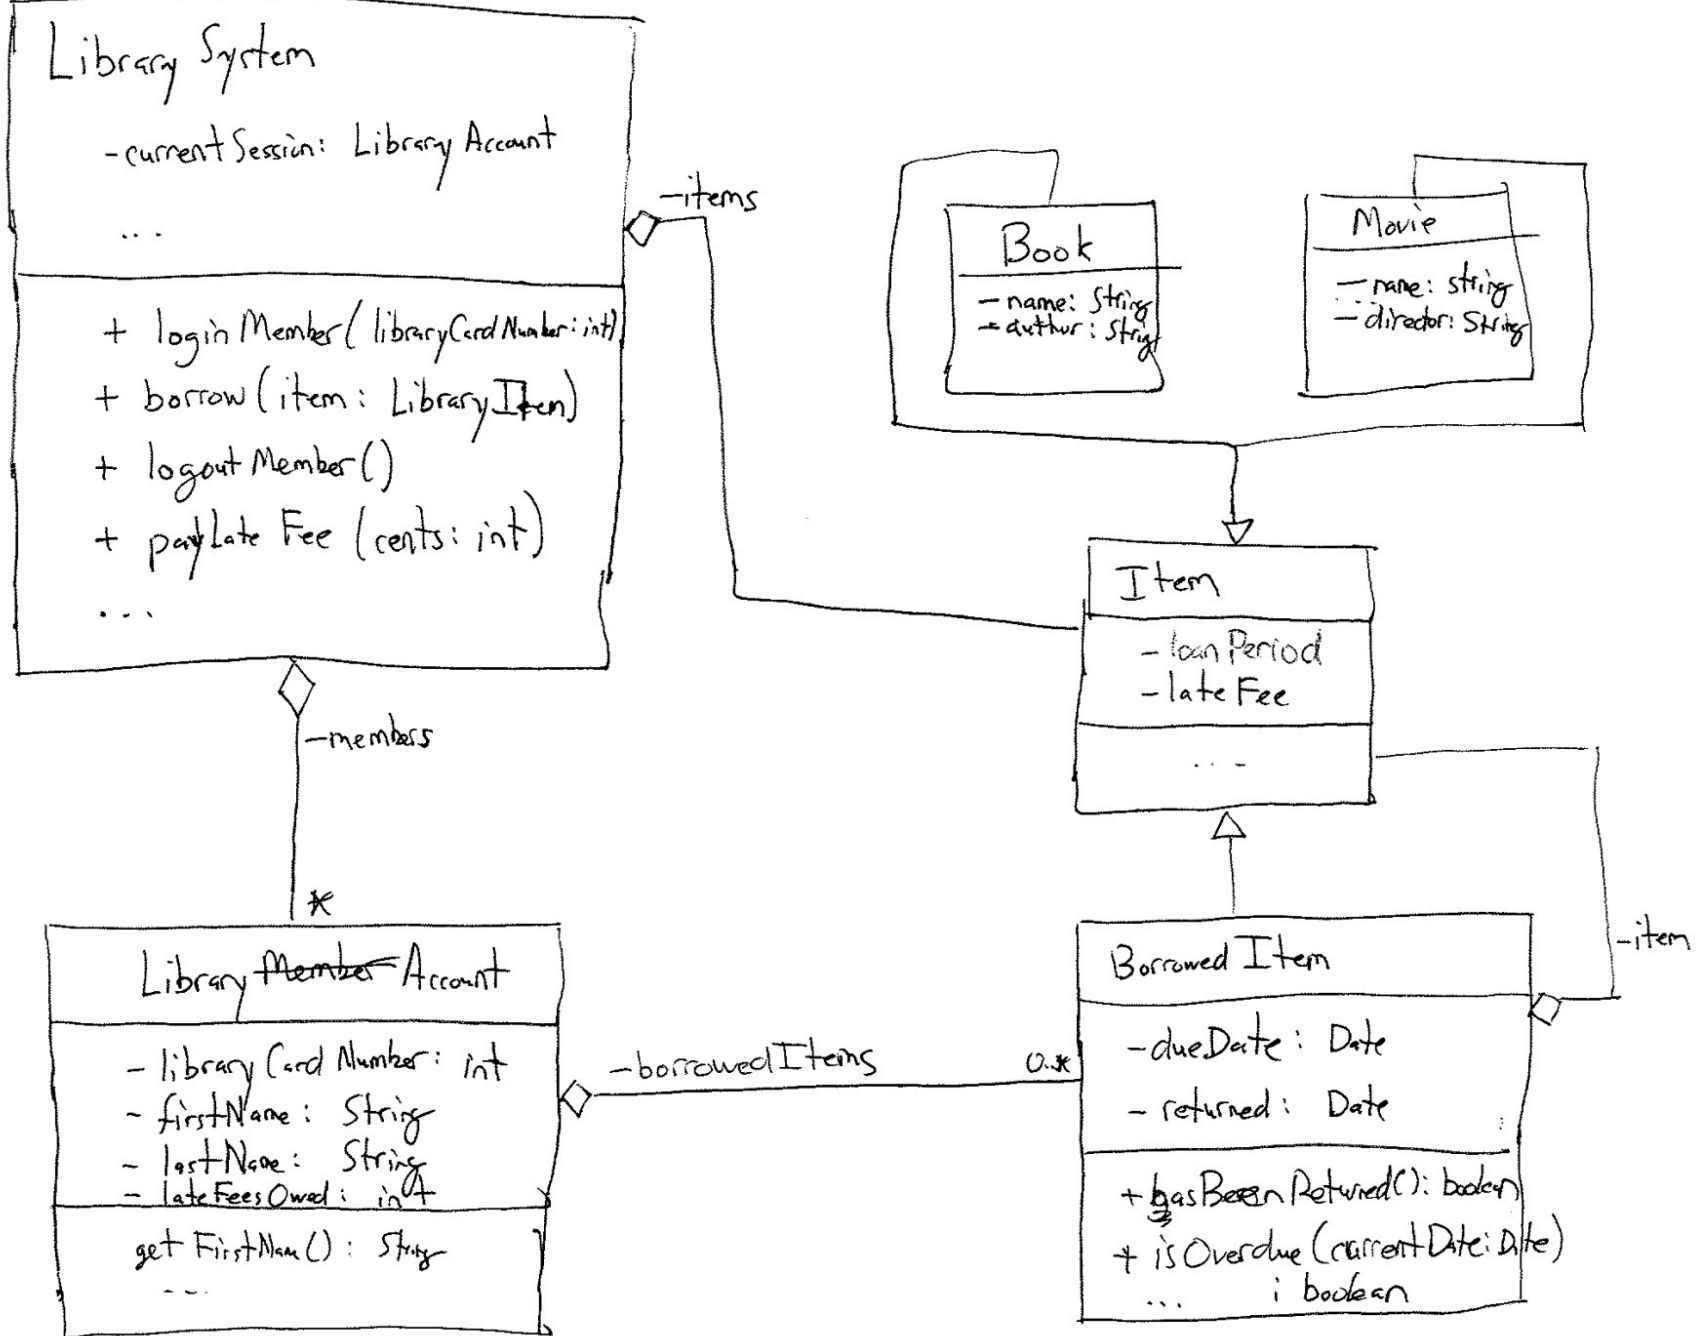 Library System
-currentSession: Library Account
...
+ loginMember(libraryCardNumber: int)
+ borrow(item: LibraryItem)
+ logoutMember()
+ payLate Fee (cents: int)
...
-items
-members
*
Book
- name: String
- author: String
Movie
- name: string
- director: String
Item
- loanPeriod
- lateFee
...
-item
Library Member Account
- libraryCardNumber: int
- firstName: String
- lastName: String
- lateFeesOwed: int
getFirstName(): String
...
-borrowedItems
0..*
Borrowed Item
- dueDate: Date
- returned: Date
+ hasBeenReturned(): boolean
+ isOverdue(currentDate: Date)
... : boolean